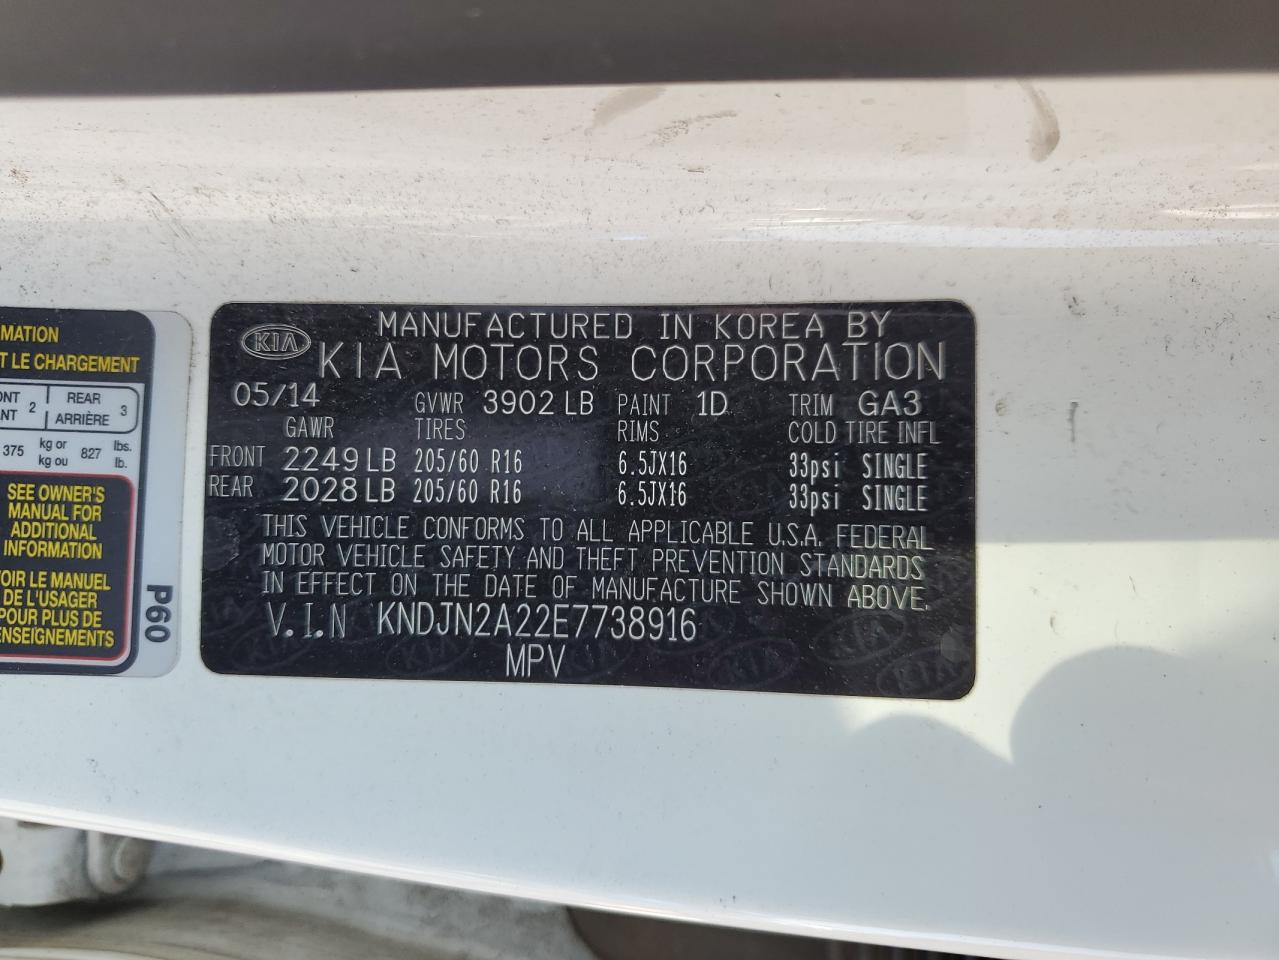 MATION
T LE CHARGEMENT
NT 2 REAR 3
NT ARRIÈRE
375 kg or 827 lbs.
kg ou lb.
SEE OWNER'S
MANUAL FOR
ADDITIONAL
INFORMATION
OIR LE MANUEL
DE L'USAGER
POUR PLUS DE
ENSEIGNEMENTS
P60
KIA
MANUFACTURED IN KOREA BY
KIA MOTORS CORPORATION
05/14 GVWR 3902 LB PAINT 1D TRIM GA3
GAWR TIRES RIMS COLD TIRE INFL
FRONT 2249 LB 205/60 R16 6.5JX16 33psi SINGLE
REAR 2028 LB 205/60 R16 6.5JX16 33psi SINGLE
THIS VEHICLE CONFORMS TO ALL APPLICABLE U.S.A. FEDERAL
MOTOR VEHICLE SAFETY AND THEFT PREVENTION STANDARDS
IN EFFECT ON THE DATE OF MANUFACTURE SHOWN ABOVE.
V.I.N KNDJN2A22E7738916
MPV